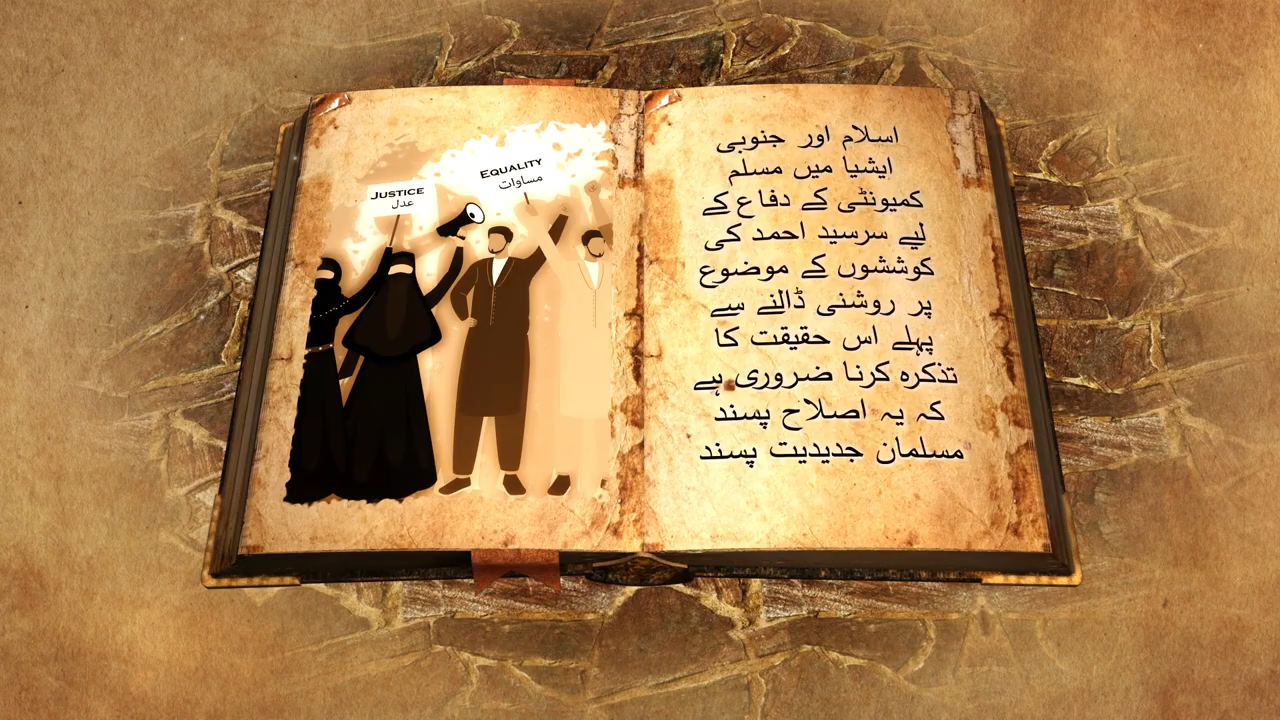 JUSTICE
عدل
EQUALITY
مساوات
اسلام اور جنوبی
ایشیا میں مسلم
کمیونٹی کے دفاع کے
لیے سرسید احمد کی
کوششوں کے موضوع
پر روشنی ڈالنے سے
پہلے اس حقیقت کا
تذکرہ کرنا ضروری ہے
کہ یہ اصلاح پسند
مسلمان جدیدیت پسند